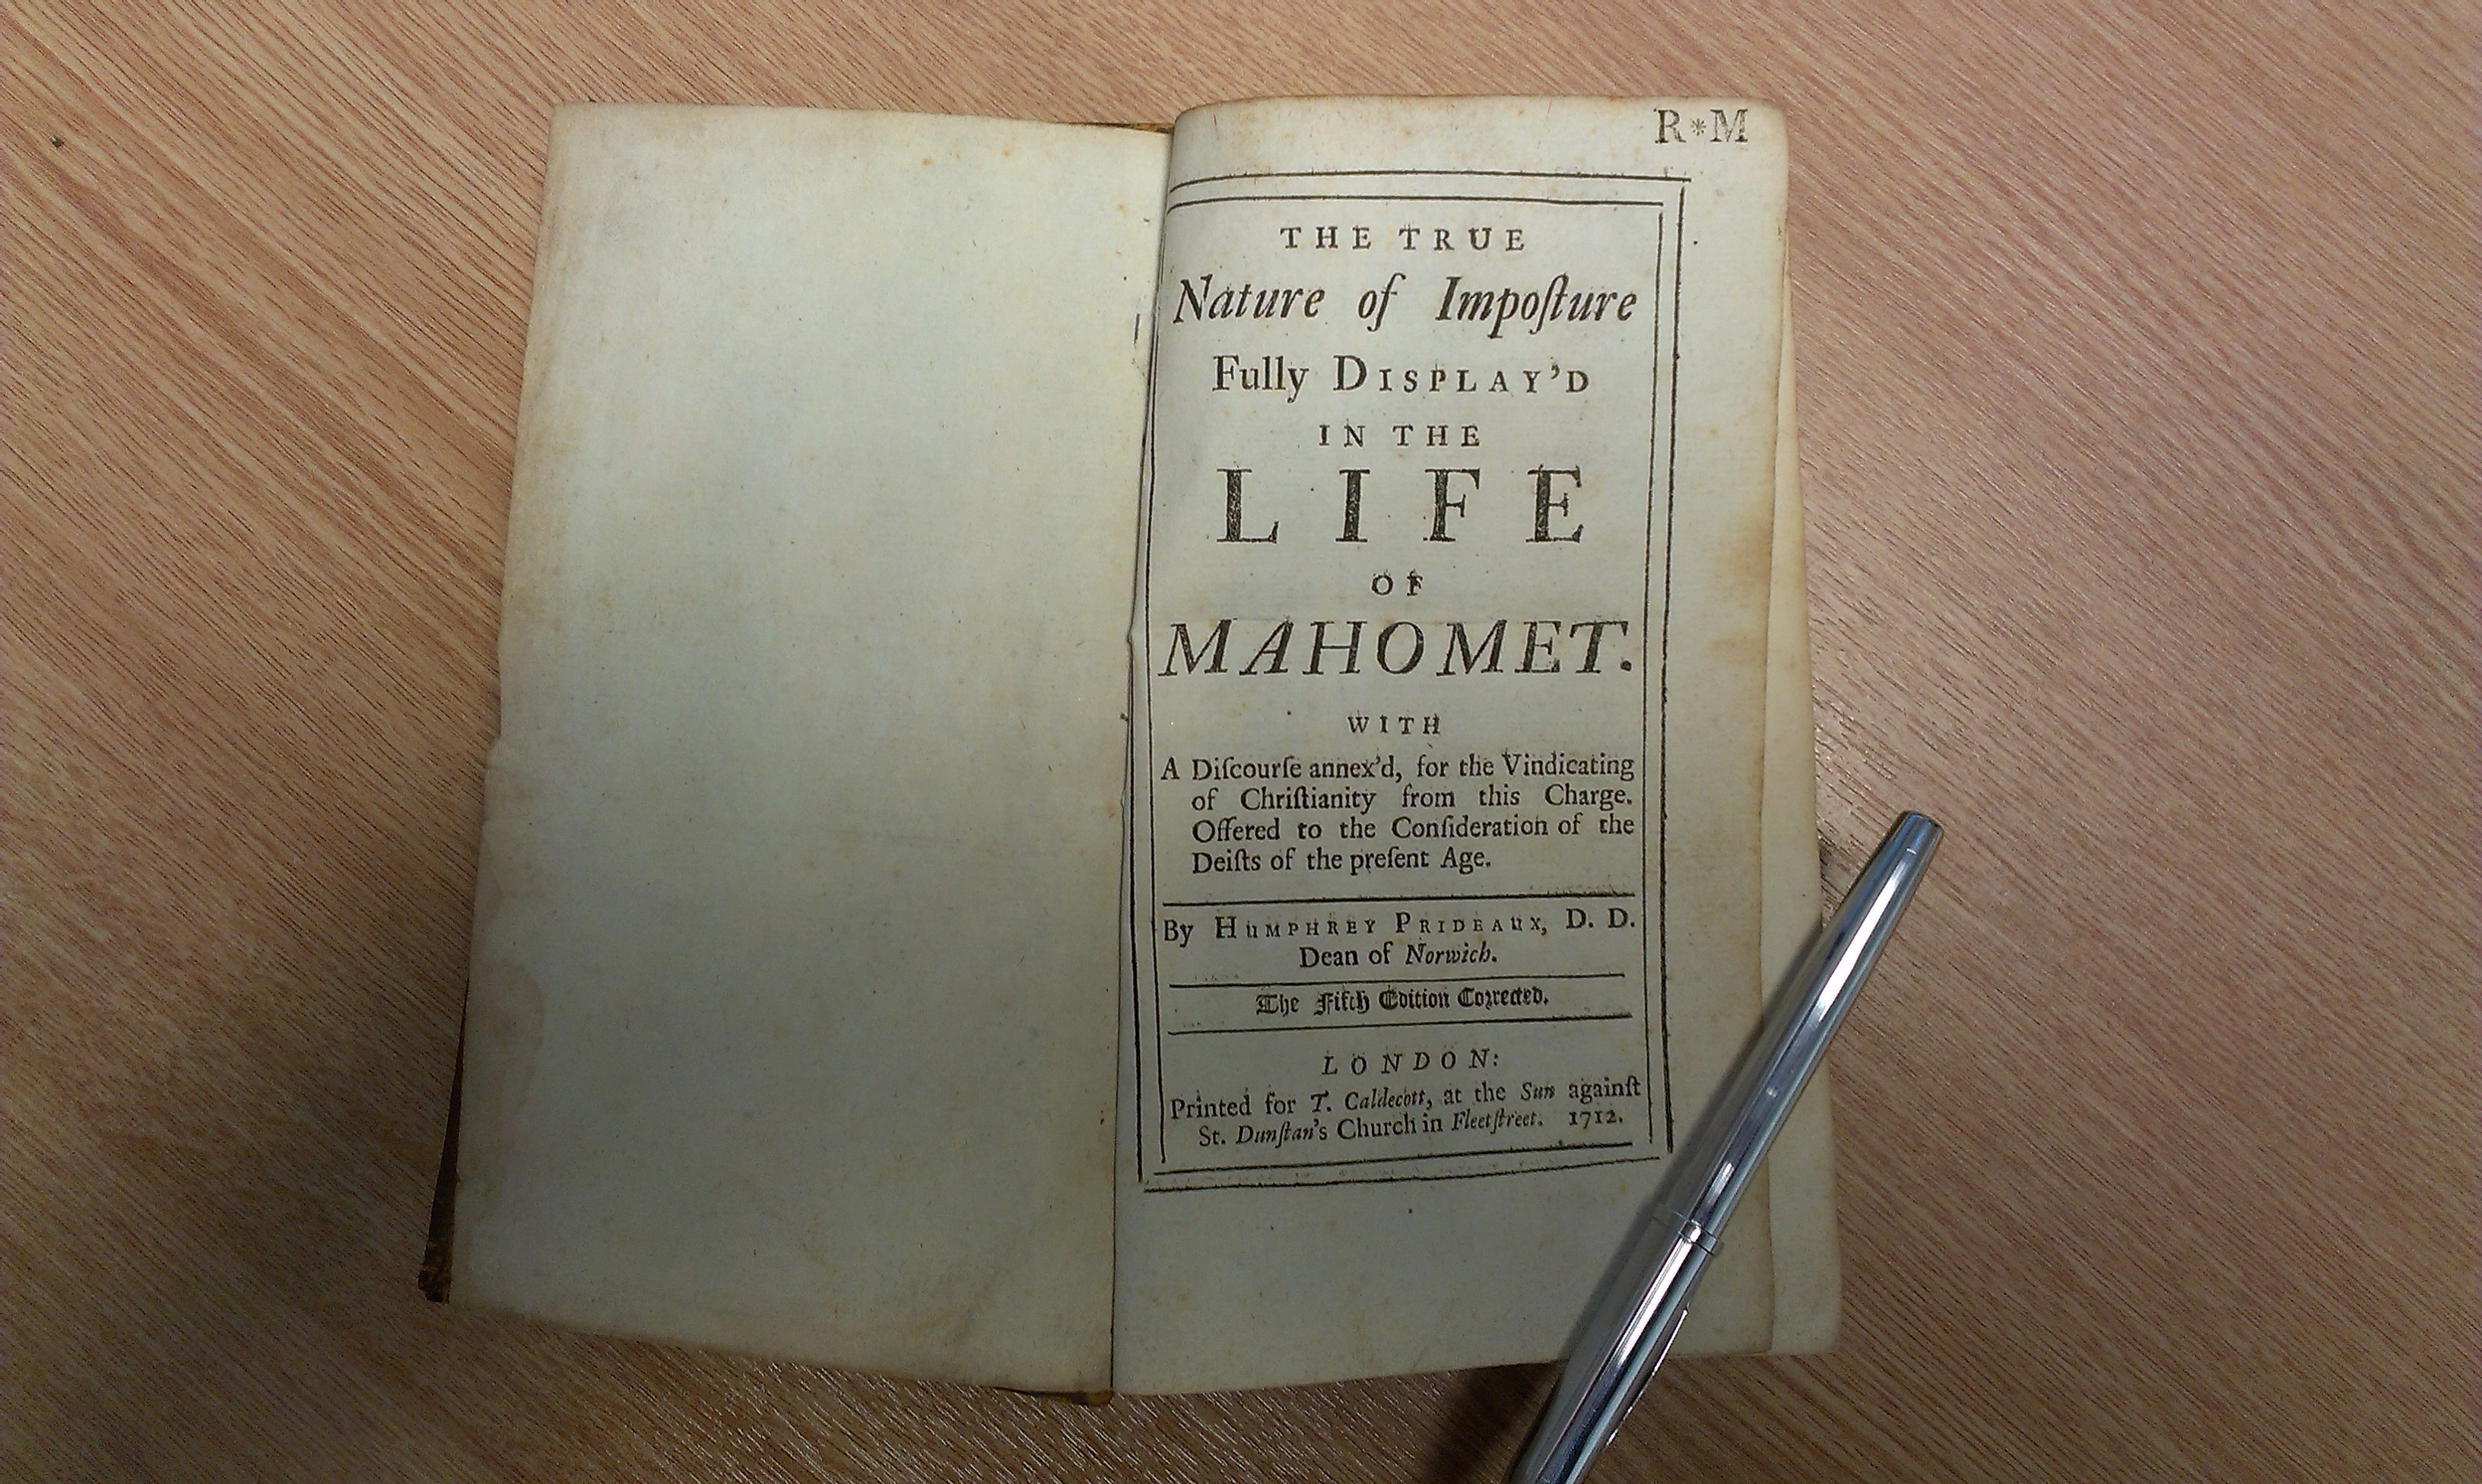 R*M
THE TRUE
Nature of Impoſture
Fully DISPLAY'D
IN THE
LIFE
OF
MAHOMET.
WITH
A Diſcourſe annex'd, for the Vindicating
of Chriſtianity from this Charge.
Offered to the Conſideration of the
Deiſts of the preſent Age.
By HUMPHREY PRIDEAUX, D. D.
Dean of Norwich.
The Fifth Edition Corrected.
LONDON:
Printed for T. Caldecott, at the Sun againſt
St. Dunſtan's Church in Fleetſtreet. 1712.